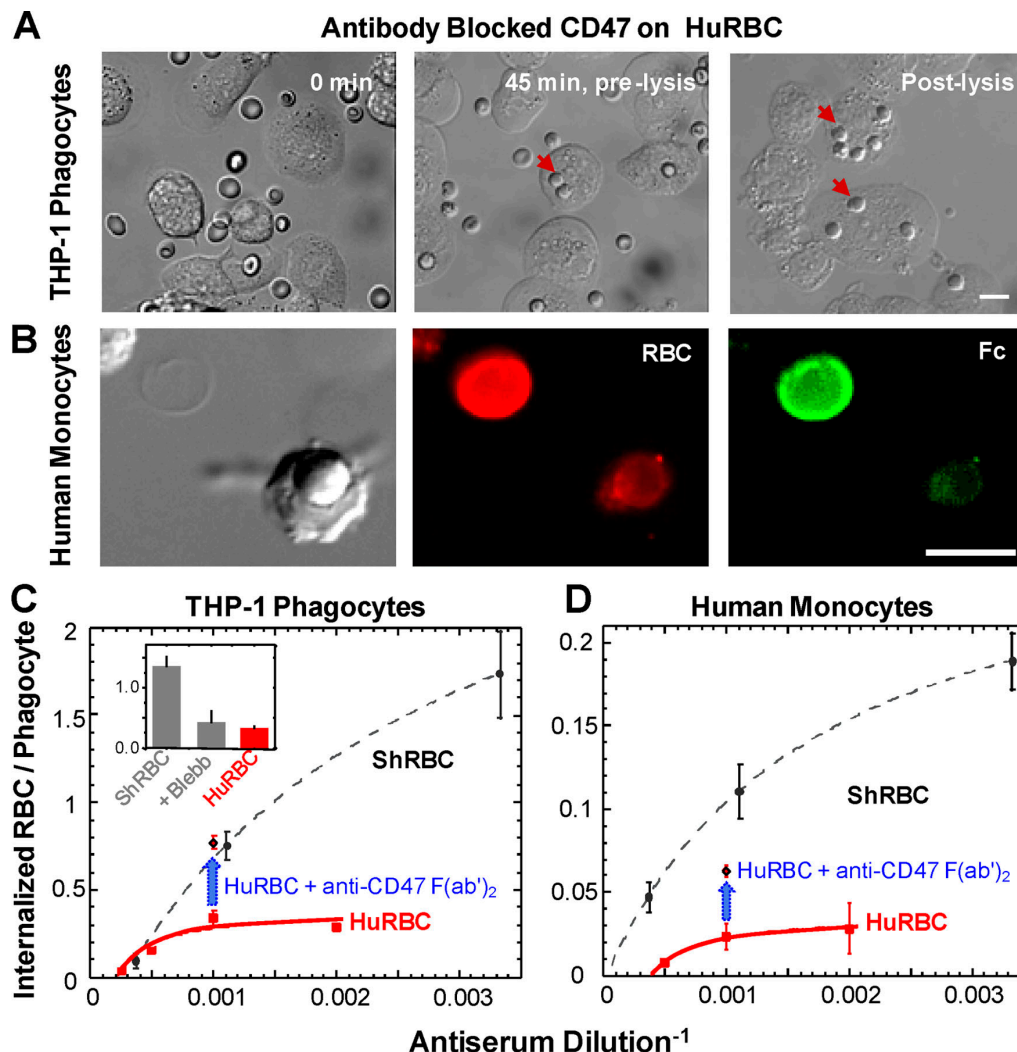 A
Antibody Blocked CD47 on HuRBC
THP-1 Phagocytes
0 min
45 min, pre-lysis
Post-lysis
B
Human Monocytes
RBC
Fc
C
THP-1 Phagocytes
Internalized RBC / Phagocyte
2
1.5
1
0.5
0
1.0
0.0
ShRBC
+Blebb
HuRBC
ShRBC
HuRBC + anti-CD47 F(ab')₂
HuRBC
0 0.001 0.002 0.003
D
Human Monocytes
0.2
0.15
0.1
0.05
0
ShRBC
HuRBC + anti-CD47 F(ab')₂
HuRBC
0 0.001 0.002 0.003
Antiserum Dilution⁻¹